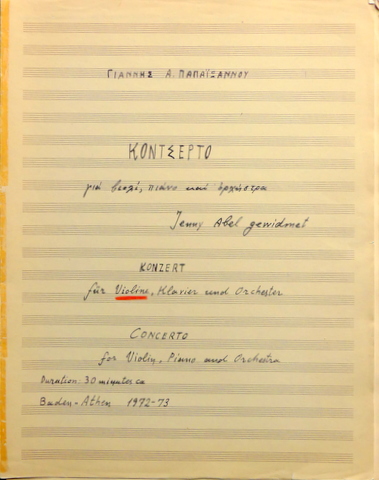 ΓΙΑΝΝΗΣ Α. ΠΑΠΑΪΩΑΝΝΟΥ
ΚΟΝΤΣΕΡΤΟ
γιά βιολί, πιάνο καί ὀρχήστρα
Jenny Abel gewidmet
KONZERT
für Violine, Klavier und Orchester
CONCERTO
for Violin, Piano and Orchestra
Duration: 30 minutes ca
Baden-Athen 1972-73